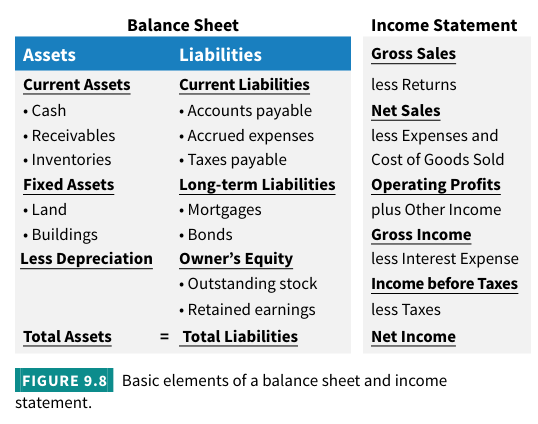 Balance Sheet
Assets
Liabilities
Current Assets
• Cash
• Receivables
• Inventories
Fixed Assets
• Land
• Buildings
Less Depreciation
Total Assets
=
Current Liabilities
• Accounts payable
• Accrued expenses
• Taxes payable
Long-term Liabilities
• Mortgages
• Bonds
Owner’s Equity
• Outstanding stock
• Retained earnings
Total Liabilities
Income Statement
Gross Sales
less Returns
Net Sales
less Expenses and
Cost of Goods Sold
Operating Profits
plus Other Income
Gross Income
less Interest Expense
Income before Taxes
less Taxes
Net Income
FIGURE 9.8 Basic elements of a balance sheet and income
statement.